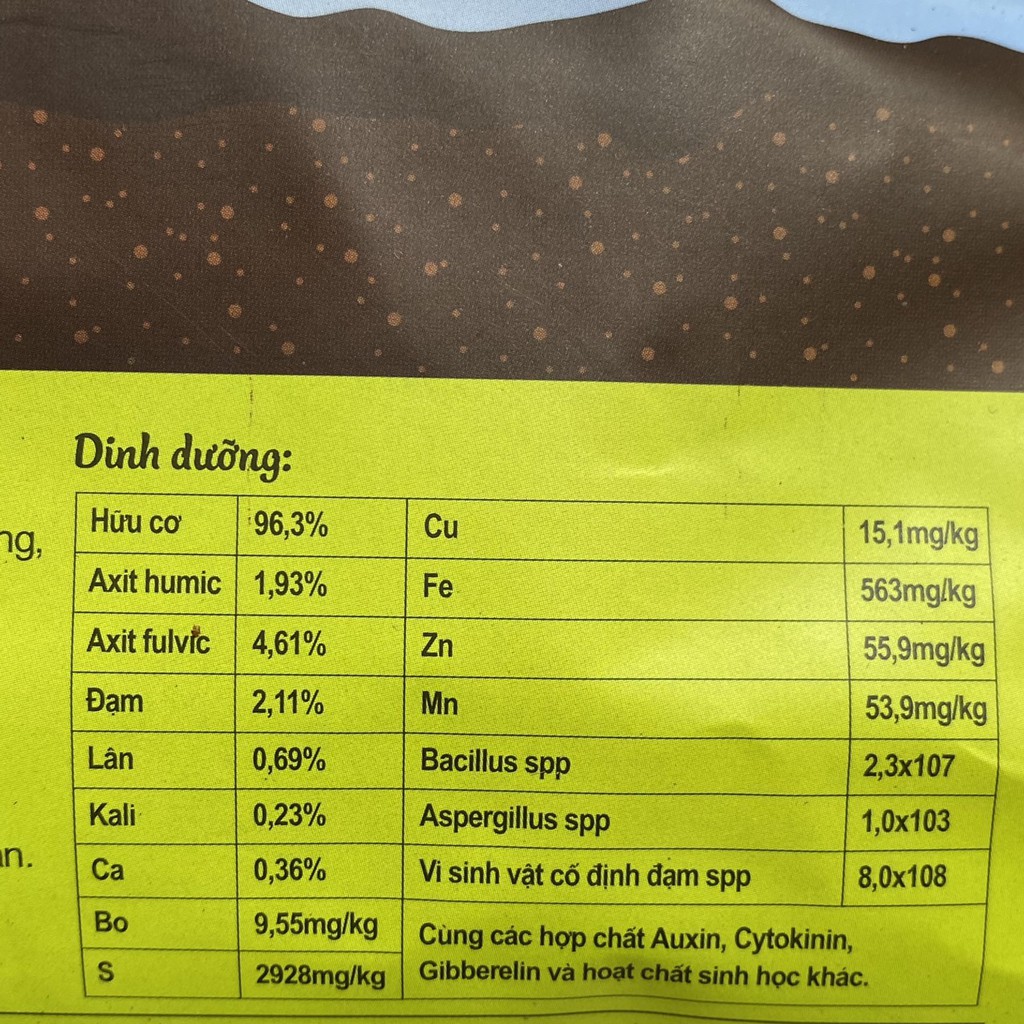 Dinh dưỡng:
Hữu cơ 96,3% Cu 15,1mg/kg
Axit humic 1,93% Fe 563mg/kg
Axit fulvic 4,61% Zn 55,9mg/kg
Đạm 2,11% Mn 53,9mg/kg
Lân 0,69% Bacillus spp 2,3x107
Kali 0,23% Aspergillus spp 1,0x103
Ca 0,36% Vi sinh vật cố định đạm spp 8,0x108
Bo 9,55mg/kg Cùng các hợp chất Auxin, Cytokinin,
S 2928mg/kg Gibberelin và hoạt chất sinh học khác.